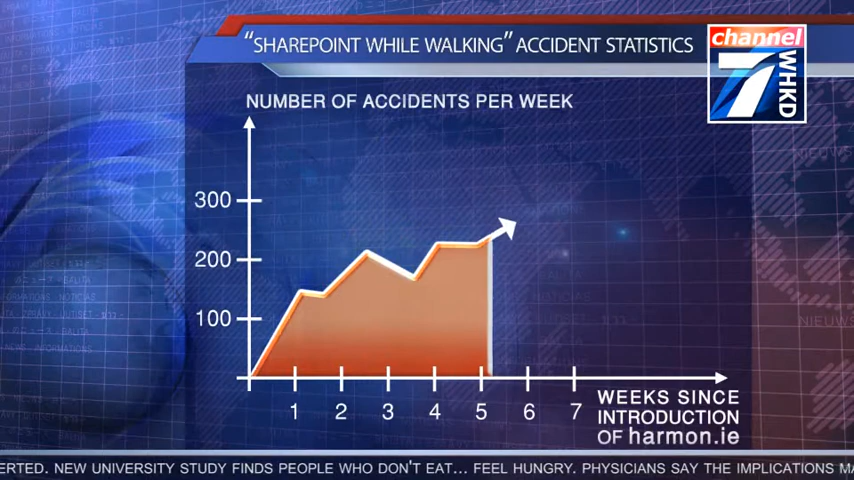 "SHAREPOINT WHILE WALKING" ACCIDENT STATISTICS
channel
7
WHKD
NUMBER OF ACCIDENTS PER WEEK
300
200
100
1 2 3 4 5 6 7
WEEKS SINCE
INTRODUCTION
OF harmon.ie
NIEUWS
ERTED. NEW UNIVERSITY STUDY FINDS PEOPLE WHO DON'T EAT... FEEL HUNGRY. PHYSICIANS SAY THE IMPLICATIONS MA